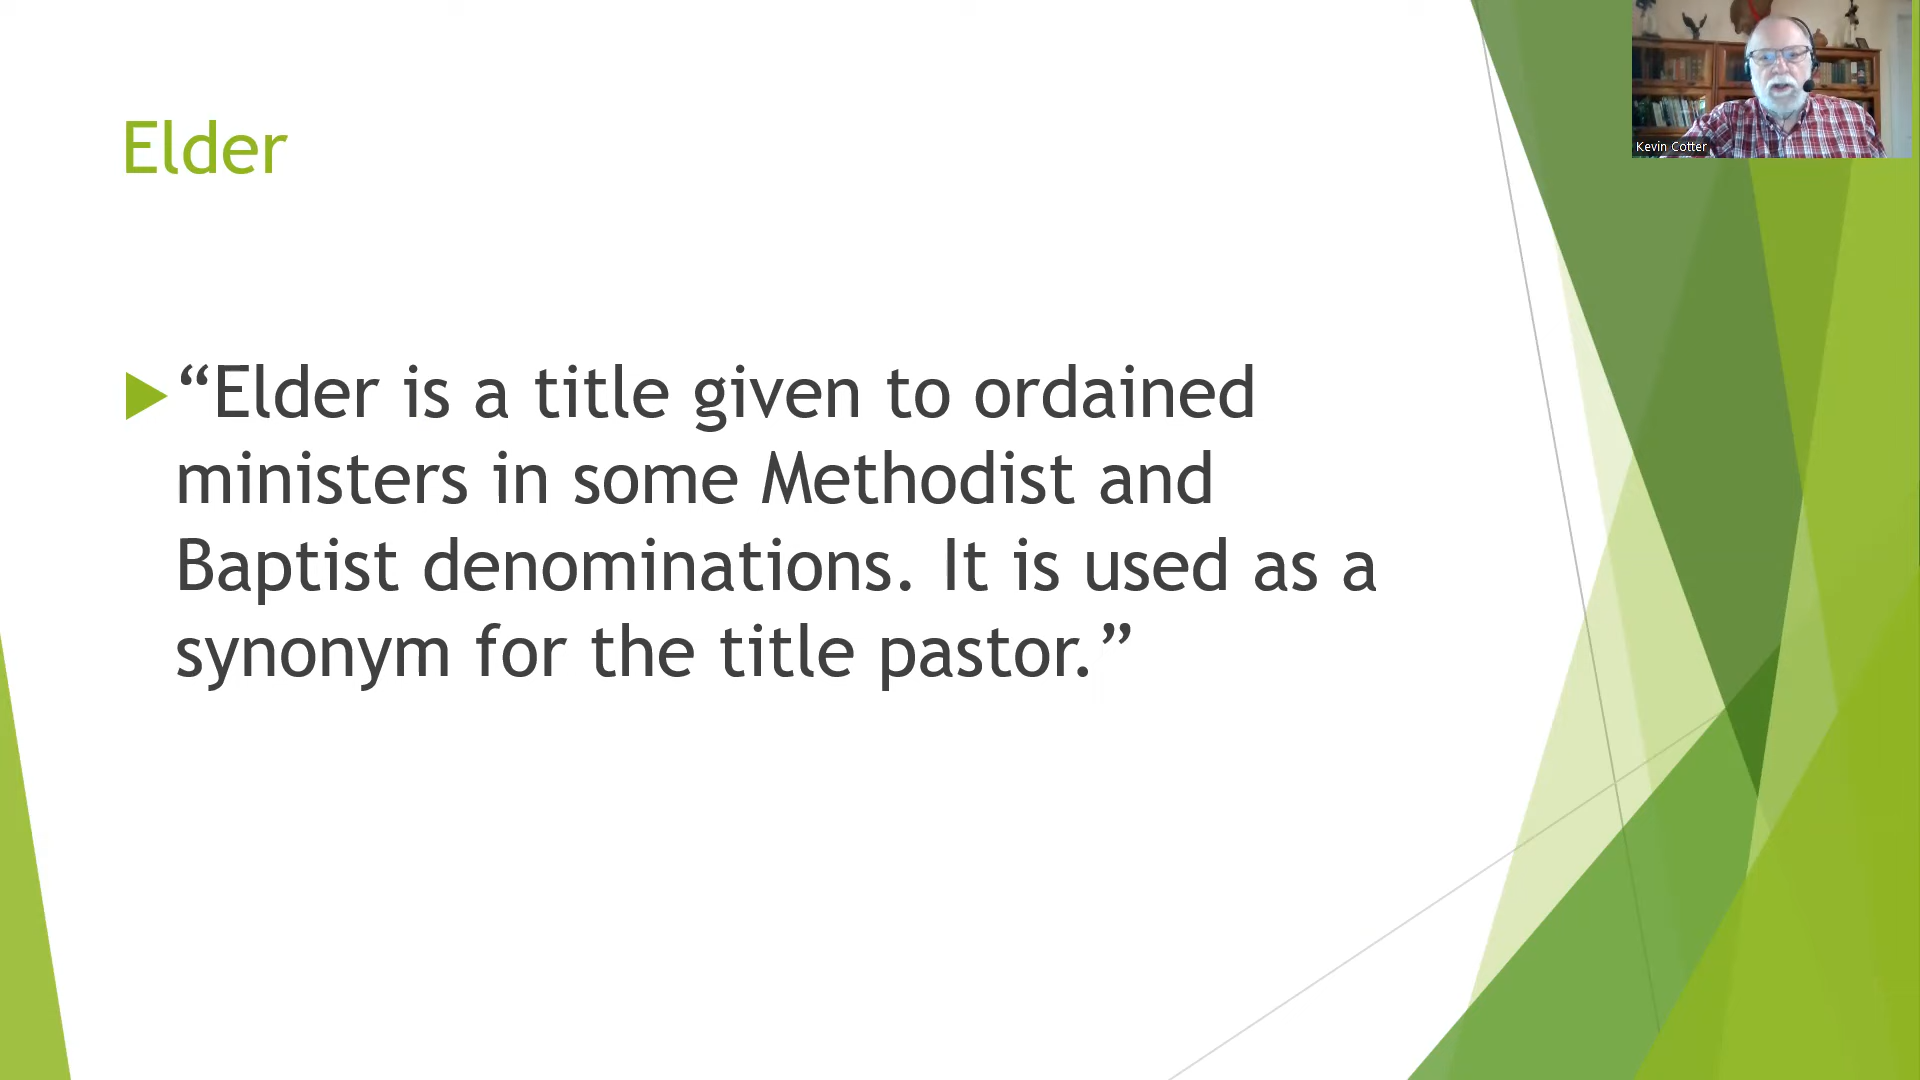 Elder
“Elder is a title given to ordained
ministers in some Methodist and
Baptist denominations. It is used as a
synonym for the title pastor.”
Kevin Cotter